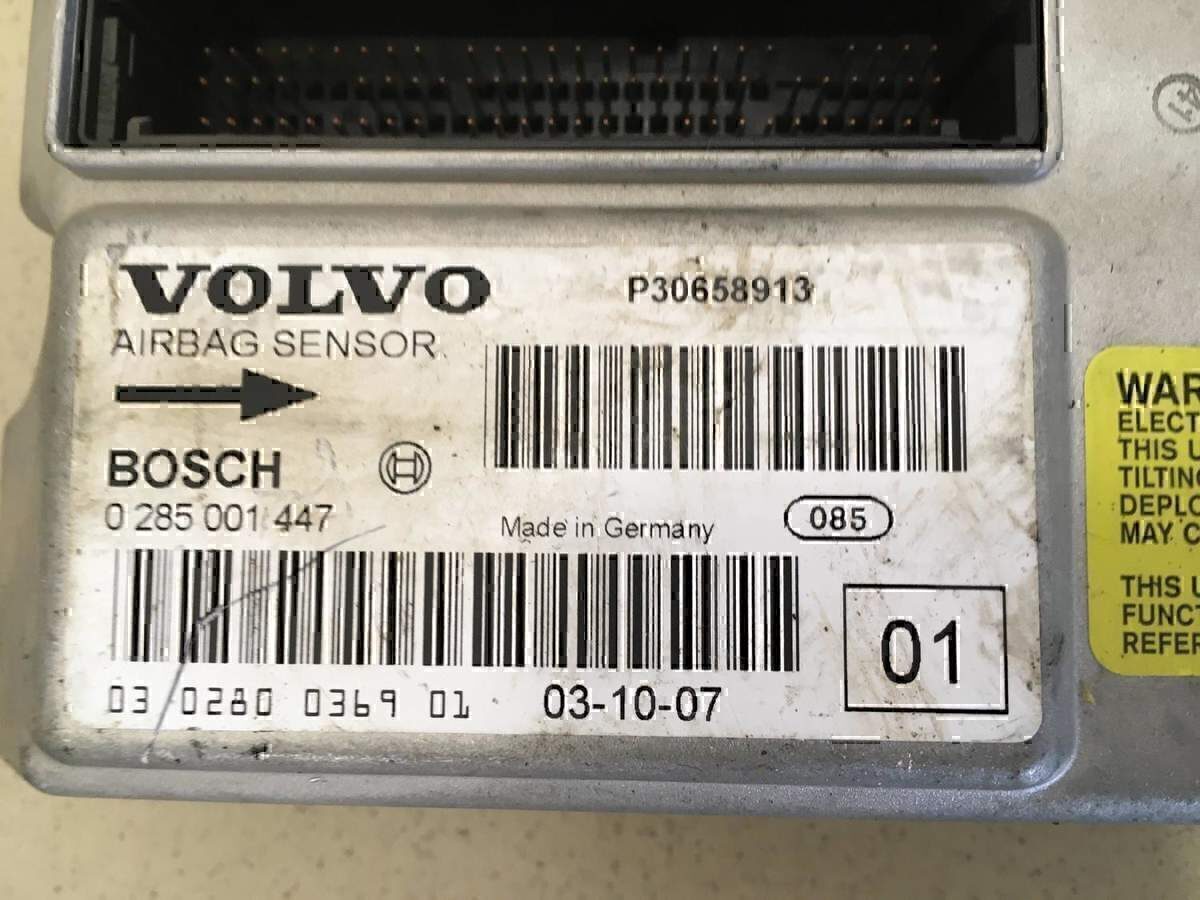 VOLVO
P30658913
AIRBAG SENSOR
BOSCH
0 285 001 447
Made in Germany
085
03 0280 0369 01
03-10-07
01
WAR
ELECT
THIS U
TILTING
DEPLO
MAY C
THIS U
FUNCT
REFER